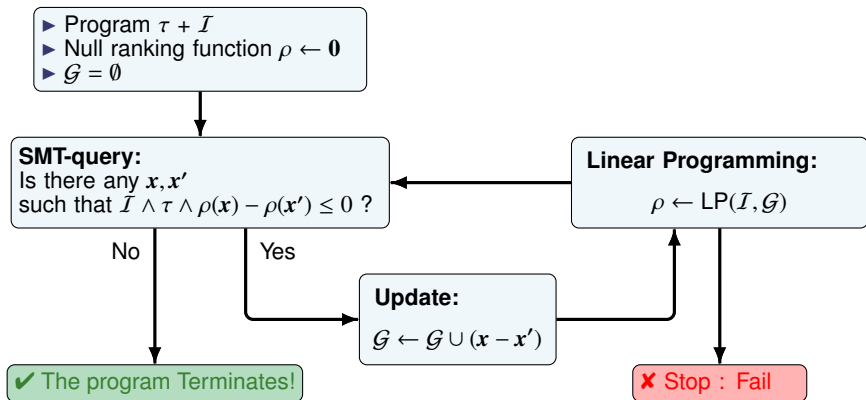 ▶ Program τ + 𝓘
▶ Null ranking function ρ ← 𝟎
▶ 𝓖 = ∅
SMT-query:
Is there any 𝒙, 𝒙′
such that 𝓘 ∧ τ ∧ ρ(𝒙) − ρ(𝒙′) ≤ 0 ?
Linear Programming:
ρ ← LP(𝓘, 𝓖)
No
Yes
Update:
𝓖 ← 𝓖 ∪ (𝒙 − 𝒙′)
✔ The program Terminates!
✘ Stop : Fail